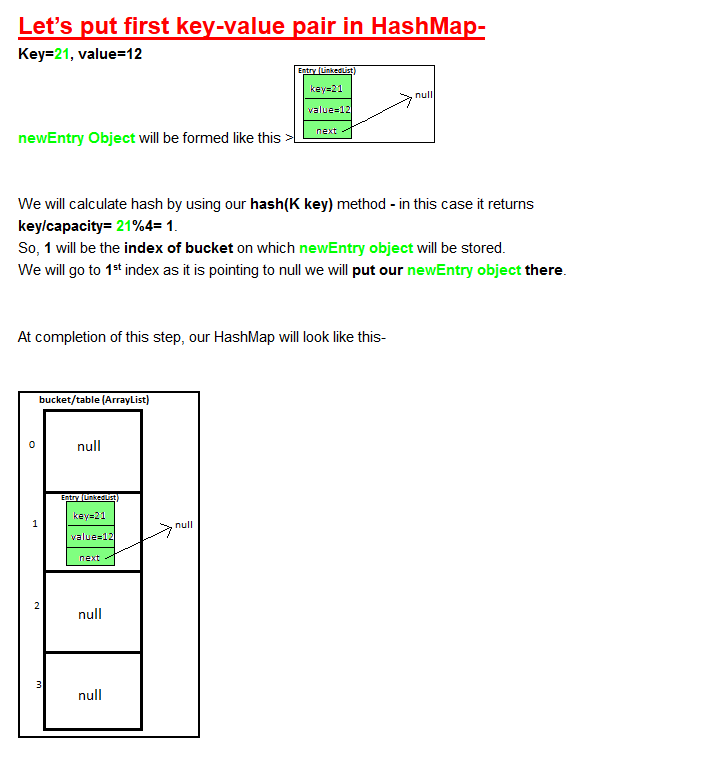 Let's put first key-value pair in HashMap-
Key=21, value=12
Entry (LinkedList)
key=21
value=12
next
null
newEntry Object will be formed like this >
We will calculate hash by using our hash(K key) method - in this case it returns
key/capacity= 21%4= 1.
So, 1 will be the index of bucket on which newEntry object will be stored.
We will go to 1st index as it is pointing to null we will put our newEntry object there.
At completion of this step, our HashMap will look like this-
bucket/table (ArrayList)
0
null
1
Entry (LinkedList)
key=21
value=12
next
null
2
null
3
null